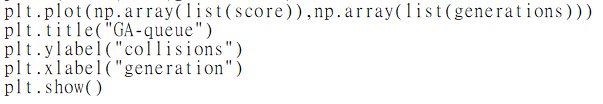 plt.plot(np.array(list(score)),np.array(list(generations)))
plt.title("GA-queue")
plt.ylabel("collisions")
plt.xlabel("generation")
plt.show()